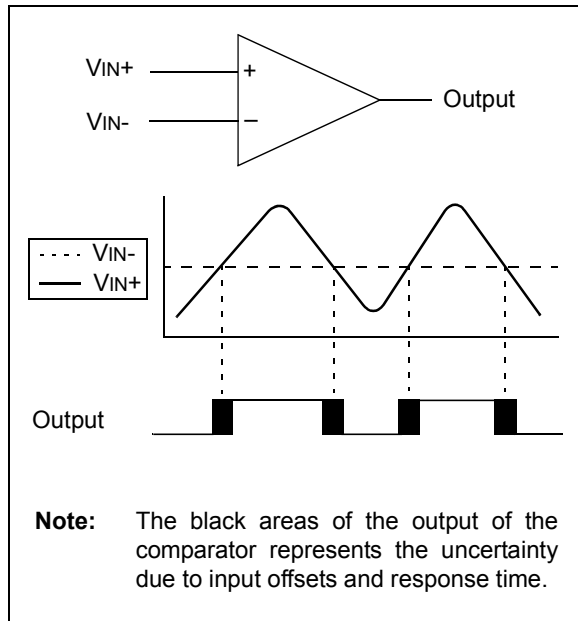 VIN+
+
Output
VIN-
–
VIN-
VIN+
Output
Note: The black areas of the output of the
comparator represents the uncertainty
due to input offsets and response time.